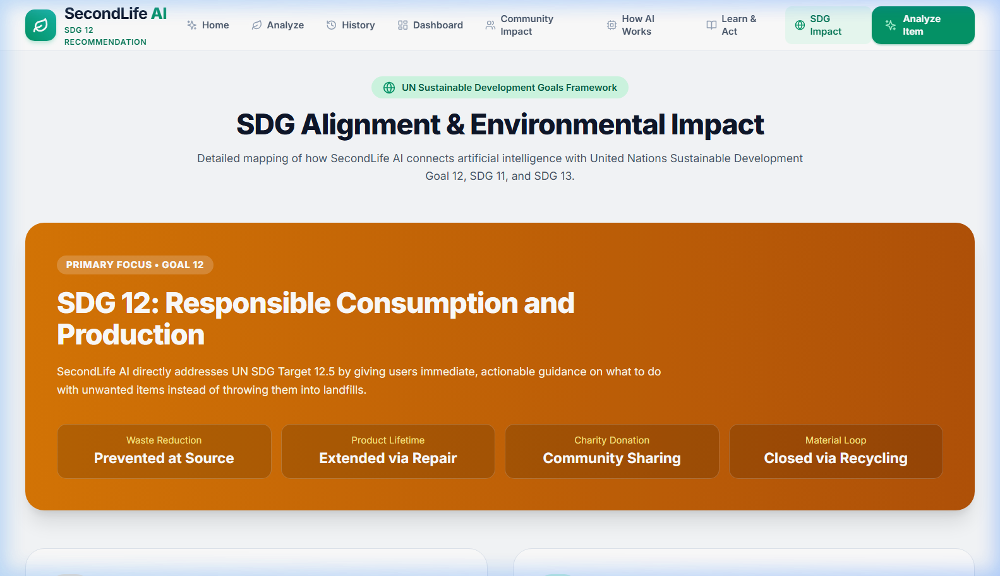 SecondLife AI
SDG 12
RECOMMENDATION
Home
Analyze
History
Dashboard
Community
Impact
How AI
Works
Learn &
Act
SDG
Impact
Analyze
Item
UN Sustainable Development Goals Framework
SDG Alignment & Environmental Impact
Detailed mapping of how SecondLife AI connects artificial intelligence with United Nations Sustainable Development
Goal 12, SDG 11, and SDG 13.
PRIMARY FOCUS • GOAL 12
SDG 12: Responsible Consumption and
Production
SecondLife AI directly addresses UN SDG Target 12.5 by giving users immediate, actionable guidance on what to do
with unwanted items instead of throwing them into landfills.
Waste Reduction
Prevented at Source
Product Lifetime
Extended via Repair
Charity Donation
Community Sharing
Material Loop
Closed via Recycling